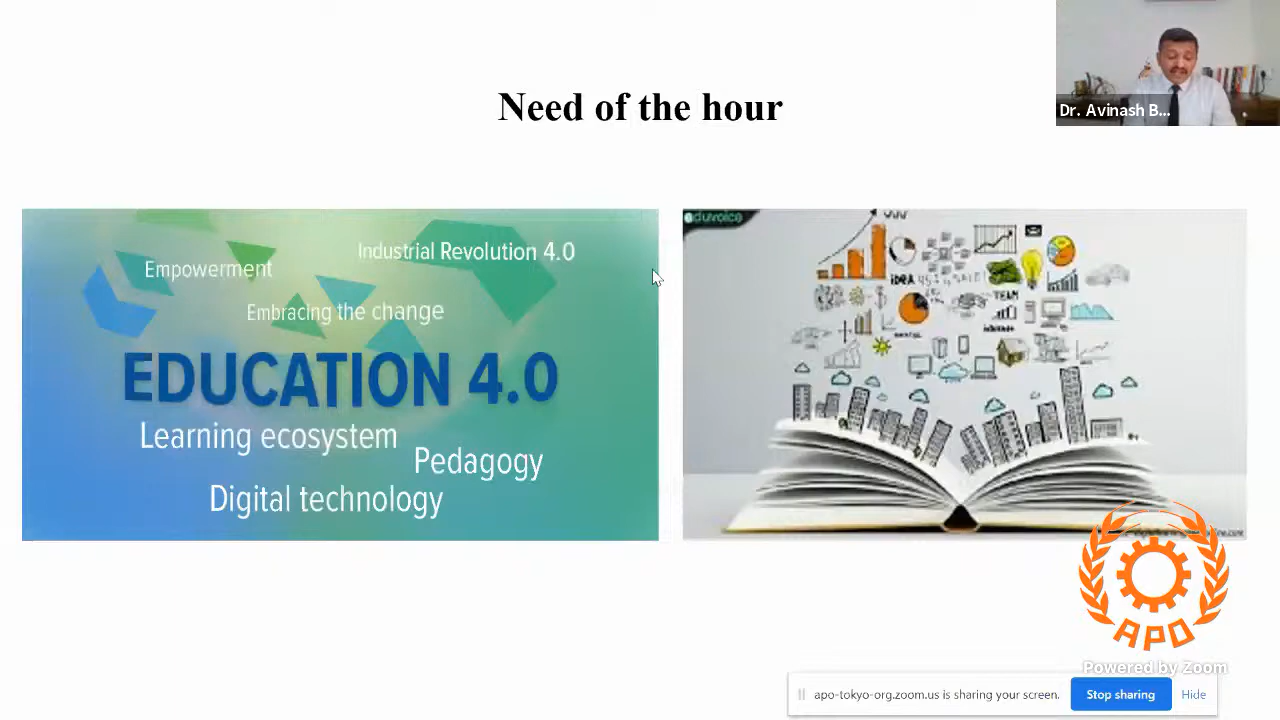 Need of the hour
Dr. Avinash B...
Industrial Revolution 4.0
Empowerment
Embracing the change
EDUCATION 4.0
Learning ecosystem
Pedagogy
Digital technology
eduvoice
IDEA
TEAM
APO
Powered by Zoom
apo-tokyo-org.zoom.us is sharing your screen.
Stop sharing
Hide